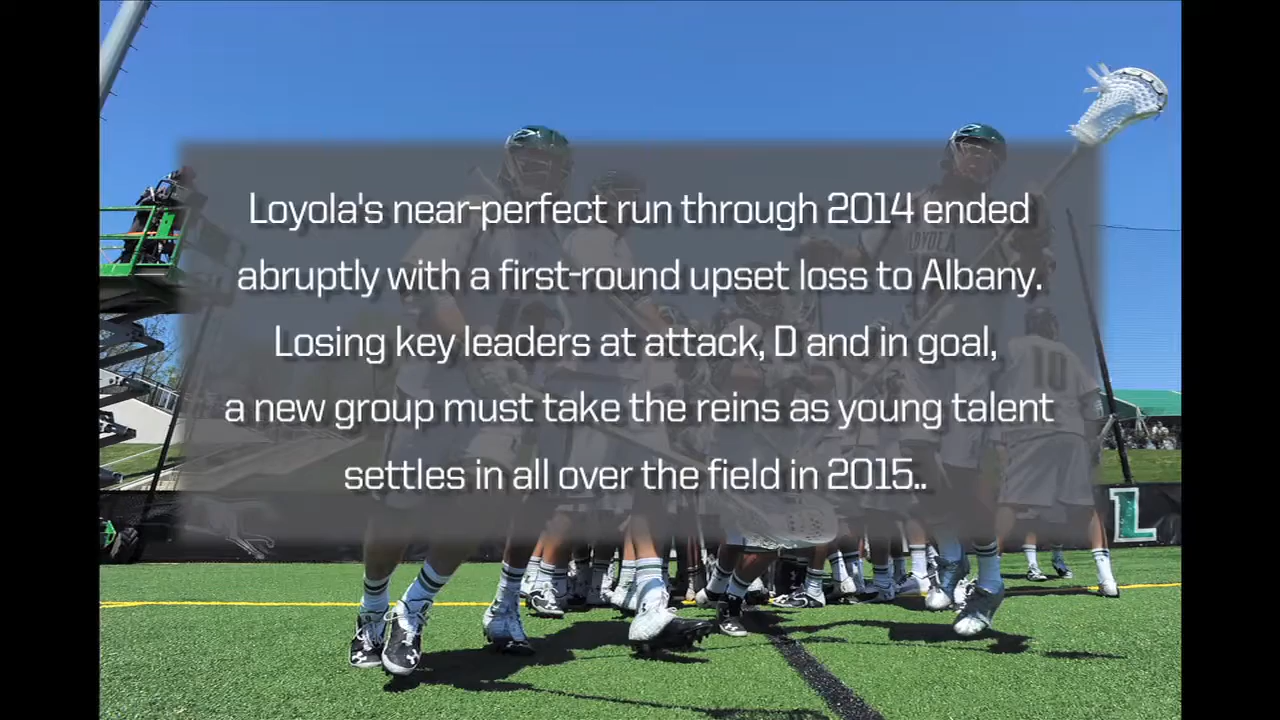 Loyola's near-perfect run through 2014 ended
abruptly with a first-round upset loss to Albany.
Losing key leaders at attack, D and in goal,
a new group must take the reins as young talent
settles in all over the field in 2015..
LOYOLA
10
L